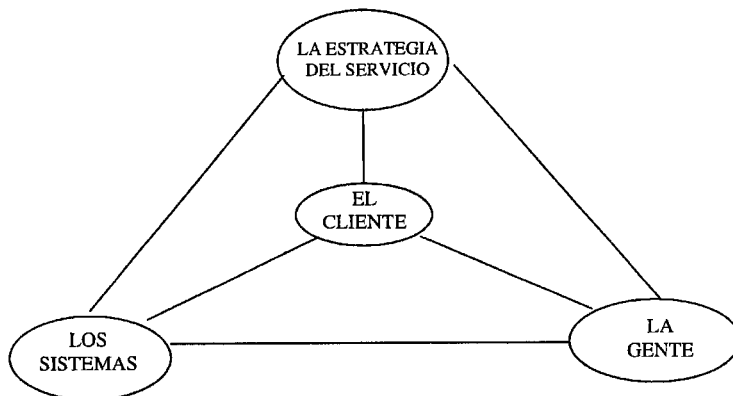 LA ESTRATEGIA
DEL SERVICIO
EL
CLIENTE
LOS
SISTEMAS
LA
GENTE